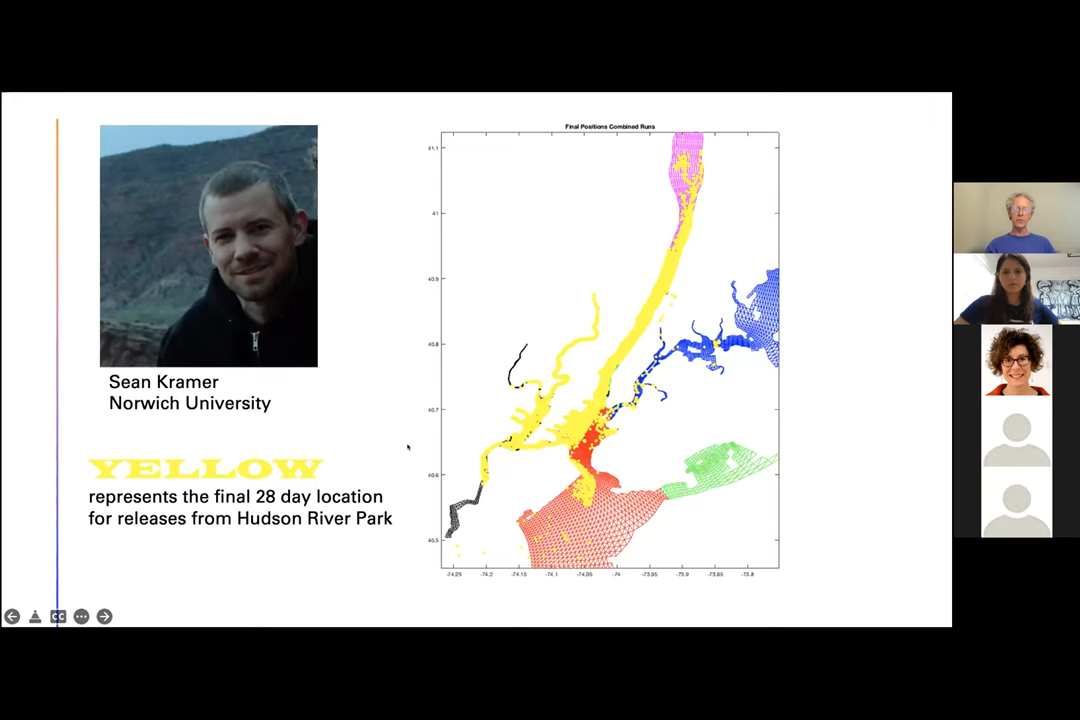 Final Positions Combined Runs
41.1
41
40.9
40.8
40.7
40.6
40.5
-74.25 -74.2 -74.15 -74.1 -74.05 -74 -73.95 -73.9 -73.85 -73.8
Sean Kramer
Norwich University
YELLOW
represents the final 28 day location
for releases from Hudson River Park
CC